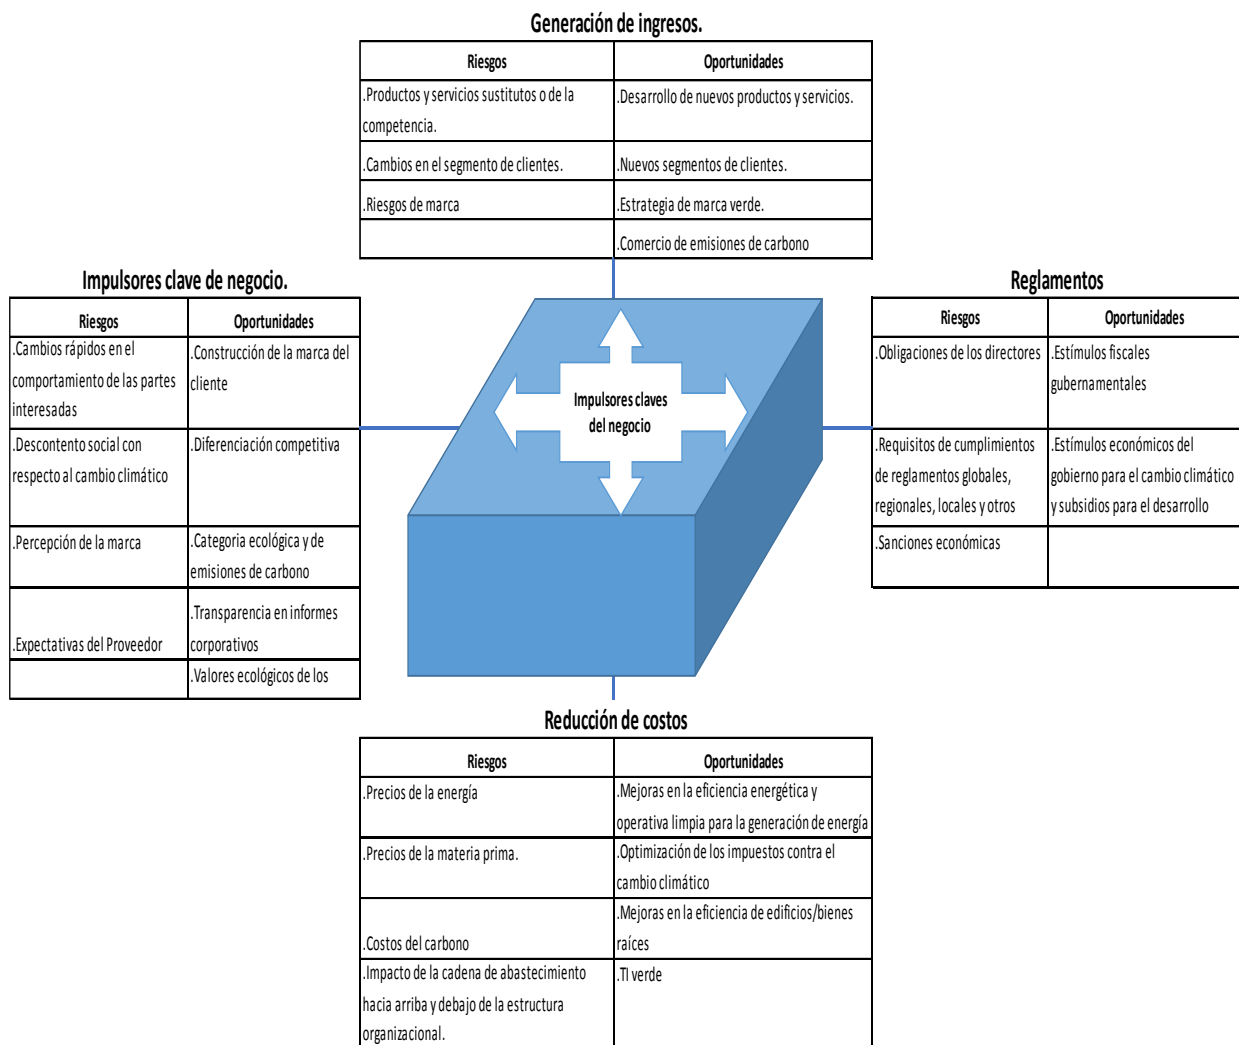 Generación de ingresos.
Riesgos
Oportunidades
.Productos y servicios sustitutos o de la
competencia.
.Desarrollo de nuevos productos y servicios.
.Cambios en el segmento de clientes.
.Nuevos segmentos de clientes.
.Riesgos de marca
.Estrategia de marca verde.
.Comercio de emisiones de carbono
Impulsores clave de negocio.
Riesgos
Oportunidades
.Cambios rápidos en el
comportamiento de las partes
interesadas
.Construcción de la marca del
cliente
.Descontento social con
respecto al cambio climático
.Diferenciación competitiva
.Percepción de la marca
.Categoria ecológica y de
emisiones de carbono
.Expectativas del Proveedor
.Transparencia en informes
corporativos
.Valores ecológicos de los
Impulsores claves
del negocio
Reglamentos
Riesgos
Oportunidades
.Obligaciones de los directores
.Estímulos fiscales
gubernamentales
.Requisitos de cumplimientos
de reglamentos globales,
regionales, locales y otros
.Estímulos económicos del
gobierno para el cambio climático
y subsidios para el desarrollo
.Sanciones económicas
Reducción de costos
Riesgos
Oportunidades
.Precios de la energía
.Mejoras en la eficiencia energética y
operativa limpia para la generación de energía
.Precios de la materia prima.
.Optimización de los impuestos contra el
cambio climático
.Costos del carbono
.Mejoras en la eficiencia de edificios/bienes
raíces
.Impacto de la cadena de abastecimiento
hacia arriba y debajo de la estructura
organizacional.
.TI verde